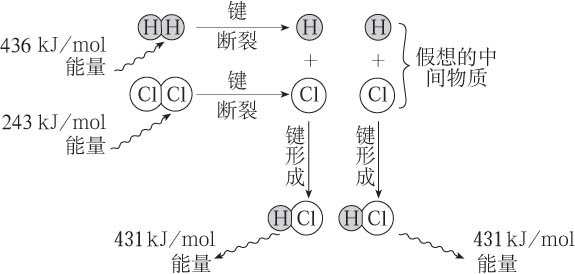 H H 键 断裂 H H
436 kJ/mol
能量
+ +
假想的中
间物质
Cl Cl 键 断裂 Cl Cl
243 kJ/mol
能量
键形成 键形成
H Cl H Cl
431 kJ/mol
能量
431 kJ/mol
能量